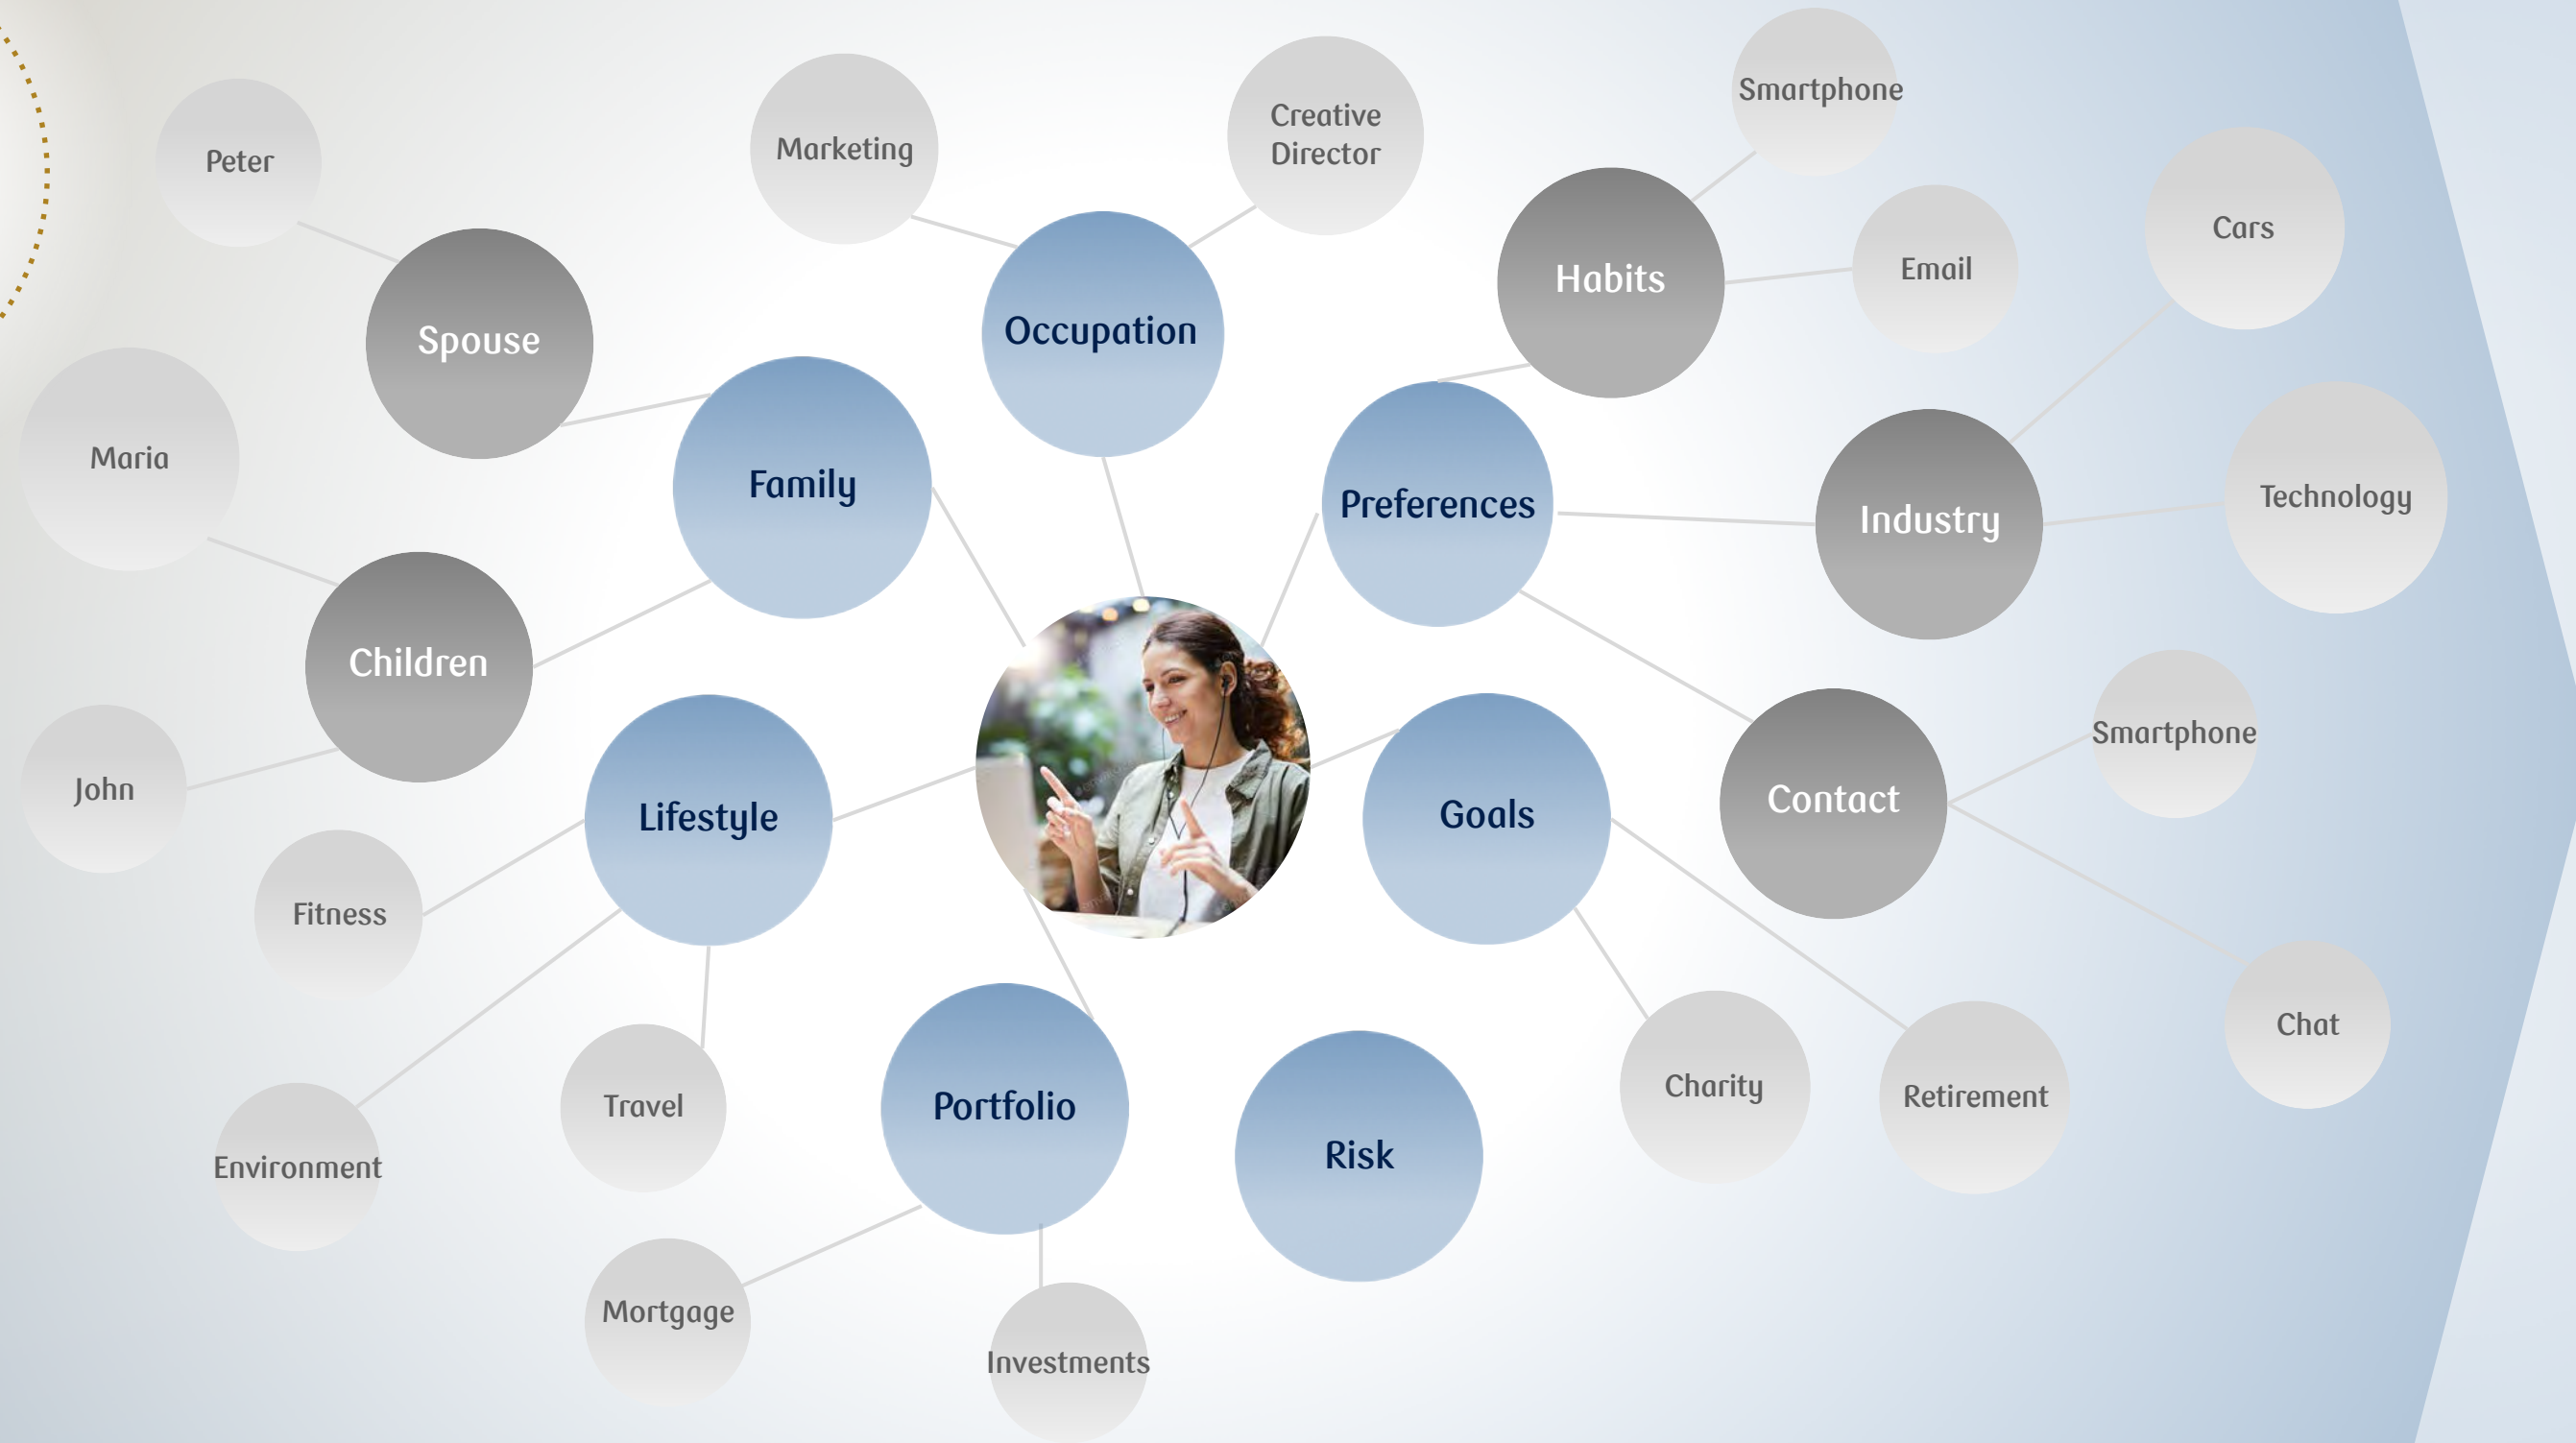 Smartphone
Creative
Director
Marketing
Peter
Cars
Email
Habits
Occupation
Spouse
Maria
Family
Preferences
Technology
Industry
Children
Smartphone
John
Lifestyle
Goals
Contact
Fitness
Chat
Travel
Portfolio
Charity
Retirement
Environment
Risk
Mortgage
Investments